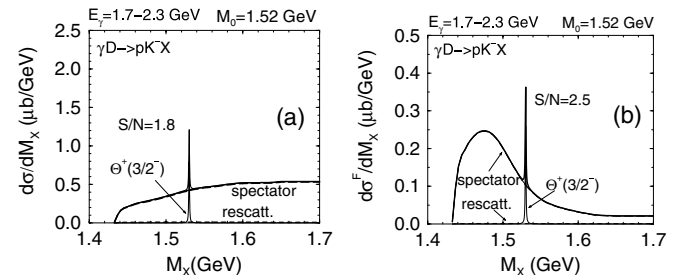 E_γ=1.7–2.3 GeV M_0=1.52GeV
γD–>pK⁻X
(a)
S/N=1.8
Θ⁺(3/2⁻)
spectator
rescatt.
dσ/dM_X (μb/GeV)
2.5
2.0
1.5
1.0
0.5
0.0
1.4 1.5 1.6 1.7
M_X(GeV)
E_γ=1.7–2.3 GeV M_0=1.52GeV
γD–>pK⁻X
(b)
S/N=2.5
spectator
Θ⁺(3/2⁻)
rescatt.
dσ^F/dM_X (μb/GeV)
0.5
0.4
0.3
0.2
0.1
0.0
1.4 1.5 1.6 1.7
M_X(GeV)